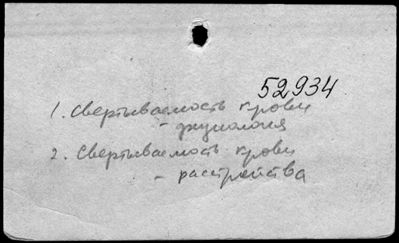 52934
1. Свертываемость крови
- физиология
2. Свертываемость крови
- расстройства